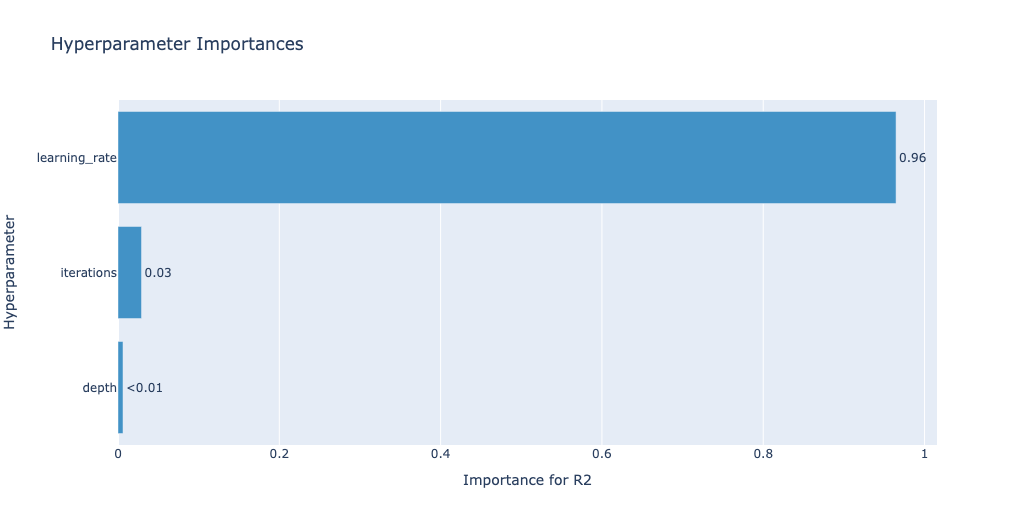 Hyperparameter Importances
Hyperparameter
learning_rate
0.96
iterations
0.03
depth
<0.01
0 0.2 0.4 0.6 0.8 1
Importance for R2